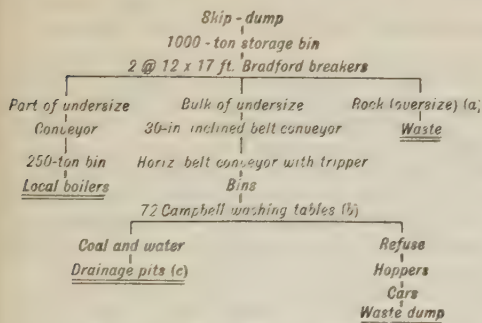 Skip-dump
1000-ton storage bin
2 @ 12 x 17 ft. Bradford breakers
Part of undersize Bulk of undersize Rock (oversize) (a)
Conveyor 30-in inclined belt conveyor Waste
250-ton bin Horiz belt conveyor with tripper
Local boilers Bins
72 Campbell washing tables (b)
Coal and water Refuse
Drainage pits (c) Hoppers
Cars
Waste dump